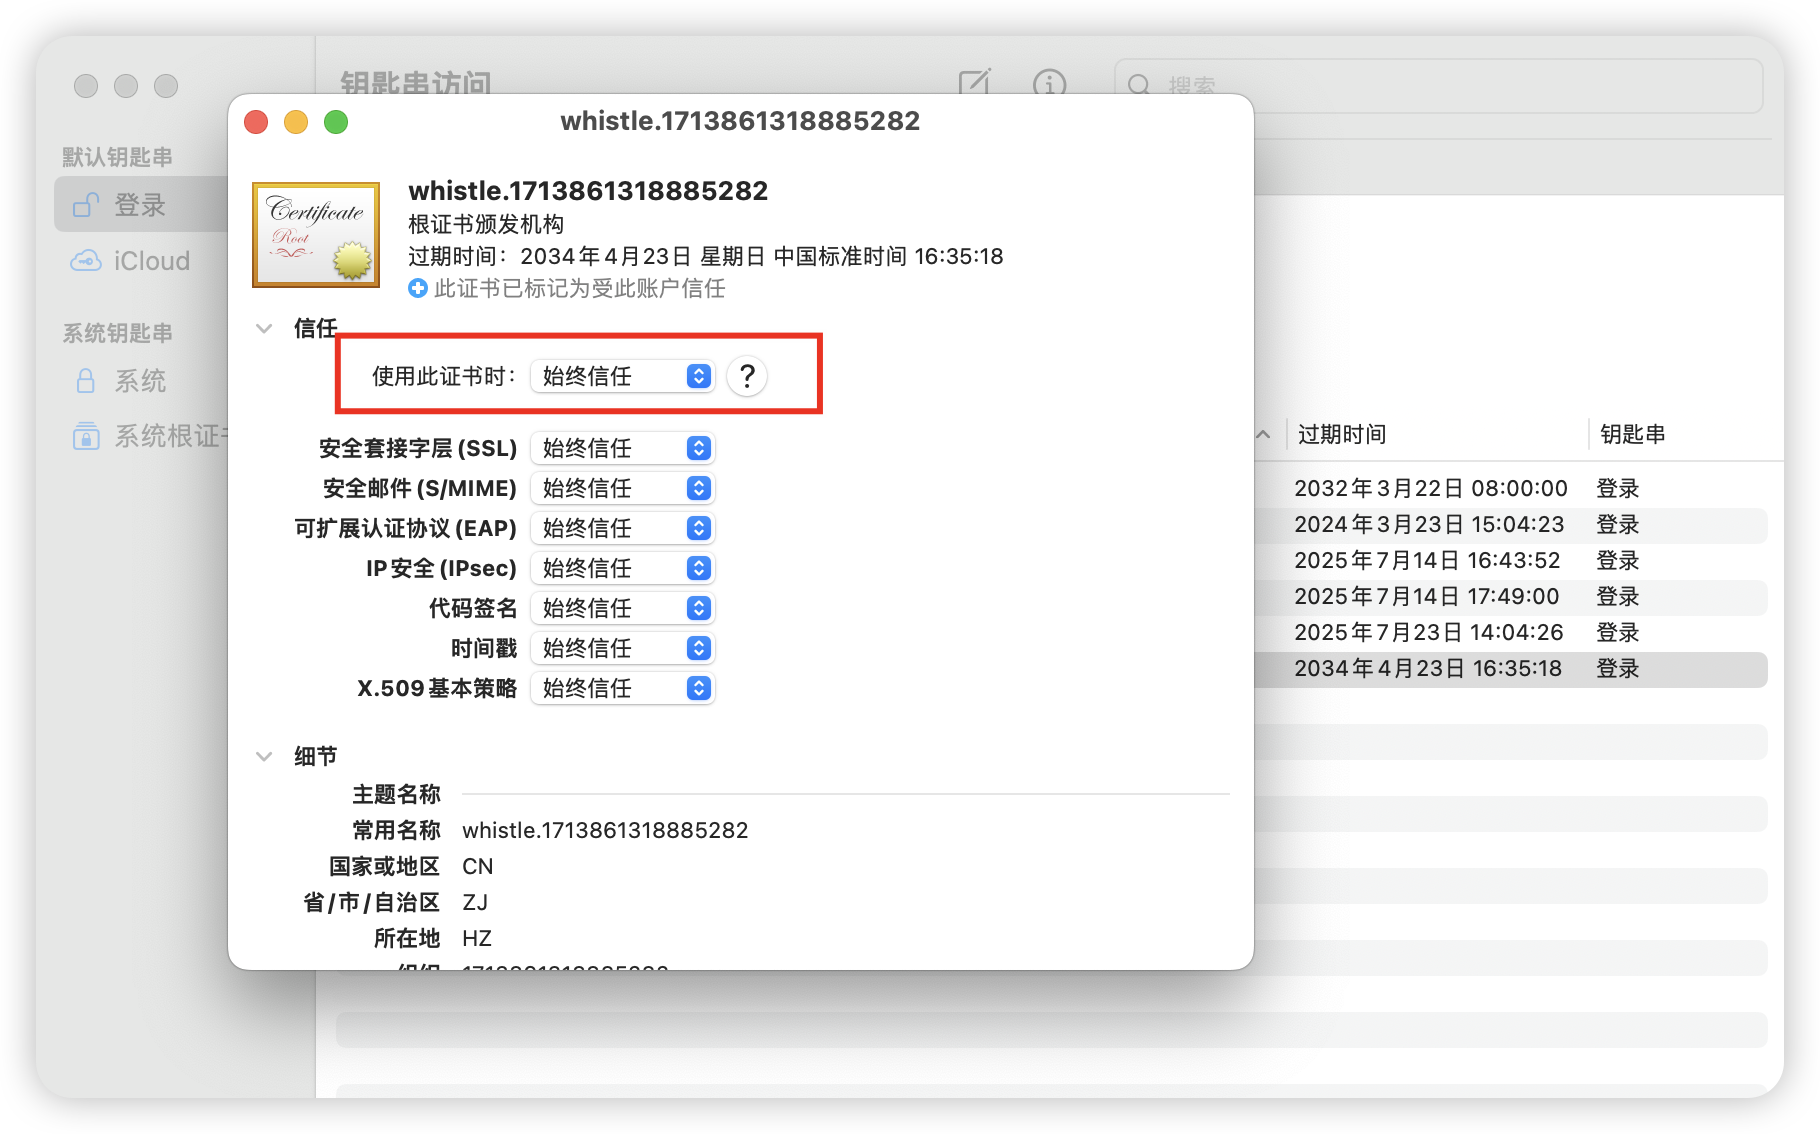 钥匙串访问
搜索
默认钥匙串
登录
iCloud
系统钥匙串
系统
系统根证
whistle.1713861318885282
Certificate
Root
whistle.1713861318885282
根证书颁发机构
过期时间：2034年4月23日 星期日 中国标准时间 16:35:18
此证书已标记为受此账户信任
信任
使用此证书时： 始终信任 ?
安全套接字层 (SSL) 始终信任
安全邮件 (S/MIME) 始终信任
可扩展认证协议 (EAP) 始终信任
IP 安全 (IPsec) 始终信任
代码签名 始终信任
时间戳 始终信任
X.509 基本策略 始终信任
细节
主题名称
常用名称 whistle.1713861318885282
国家或地区 CN
省/市/自治区 ZJ
所在地 HZ
过期时间 钥匙串
2032年3月22日 08:00:00 登录
2024年3月23日 15:04:23 登录
2025年7月14日 16:43:52 登录
2025年7月14日 17:49:00 登录
2025年7月23日 14:04:26 登录
2034年4月23日 16:35:18 登录